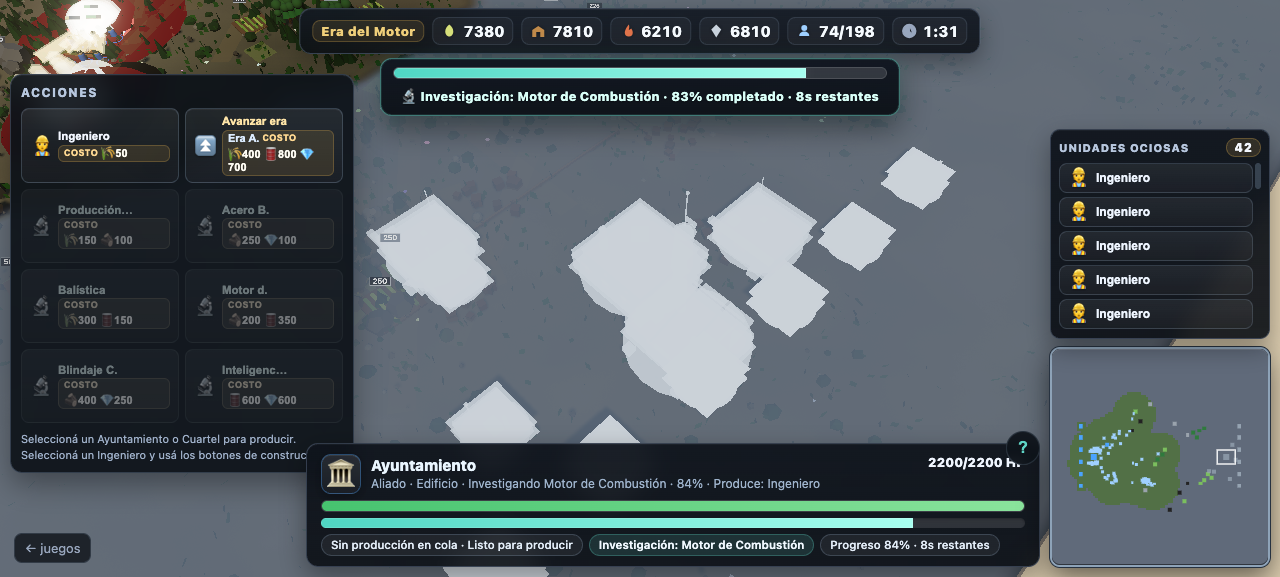 226
Era del Motor
7380
7810
6210
6810
74/198
1:31
Investigación: Motor de Combustión · 83% completado · 8s restantes
ACCIONES
Ingeniero
COSTO 50
Avanzar era
Era A. COSTO
400 800
700
Producción...
COSTO
150 100
Acero B.
COSTO
250 100
Balística
COSTO
300 150
Motor d.
COSTO
200 350
Blindaje C.
COSTO
400 250
Inteligenc...
COSTO
600 600
Seleccioná un Ayuntamiento o Cuartel para producir.
Seleccioná un Ingeniero y usá los botones de construc
250
250
UNIDADES OCIOSAS
42
Ingeniero
Ingeniero
Ingeniero
Ingeniero
Ingeniero
?
Ayuntamiento
2200/2200
Aliado · Edificio · Investigando Motor de Combustión · 84% · Produce: Ingeniero
Sin producción en cola · Listo para producir
Investigación: Motor de Combustión
Progreso 84% · 8s restantes
← juegos